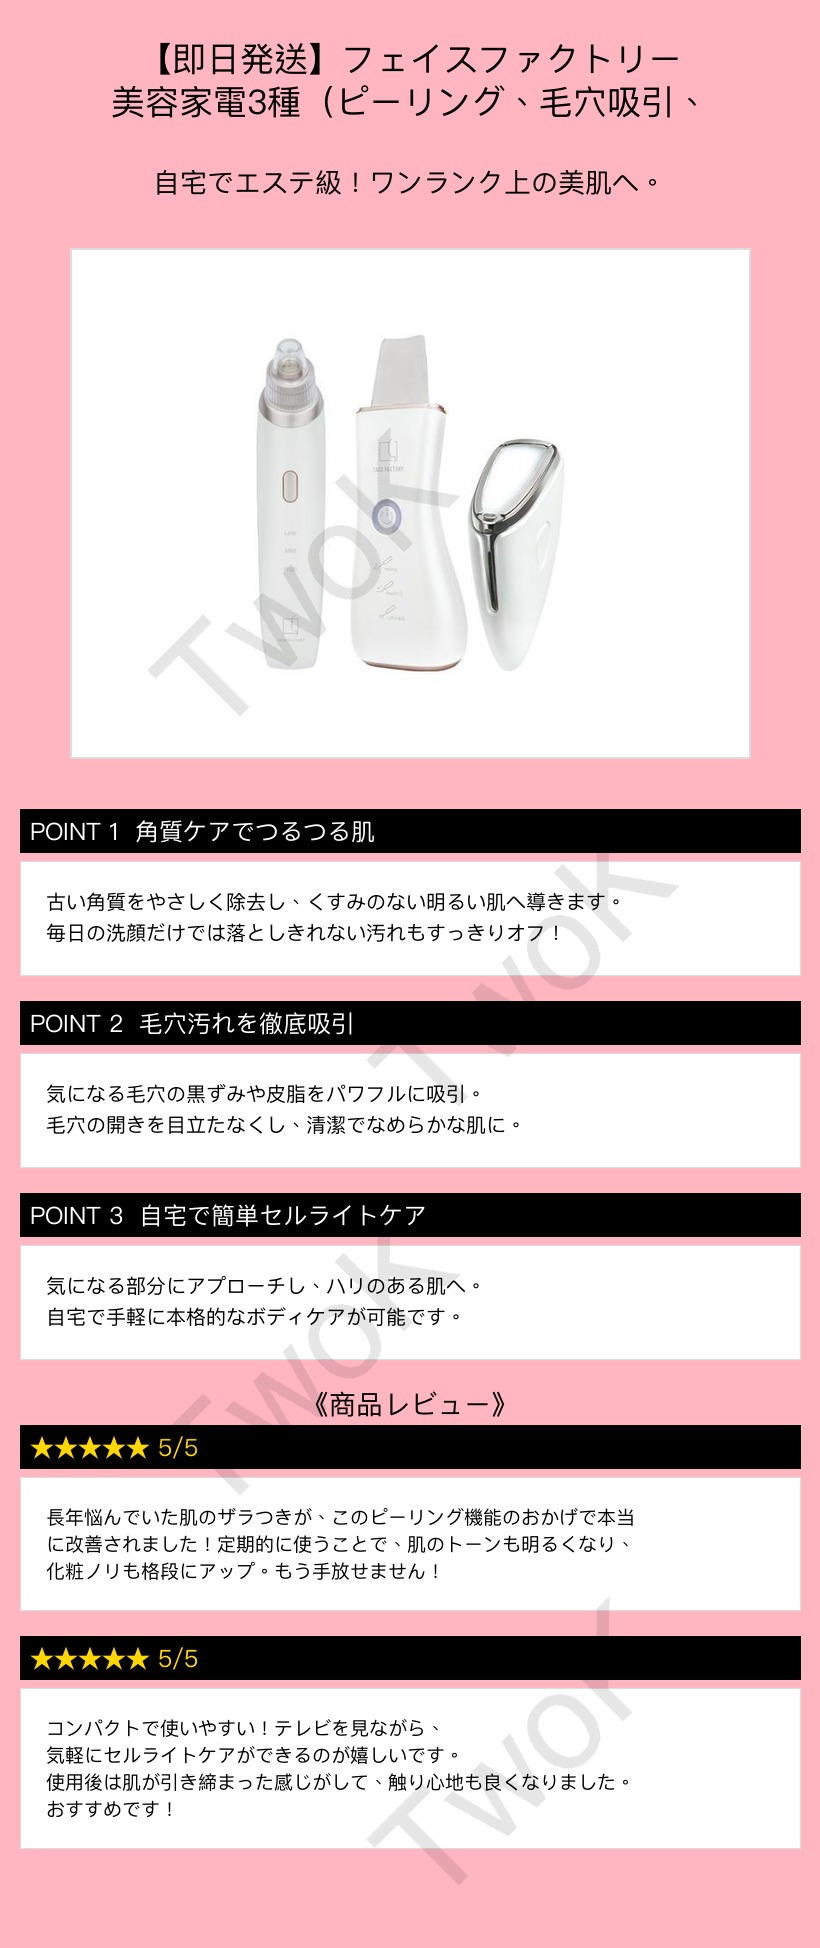 【即日発送】フェイスファクトリー
美容家電3種（ピーリング、毛穴吸引、
自宅でエステ級！ワンランク上の美肌へ。
FACE FACTORY
TwoK
POINT 1 角質ケアでつるつる肌
古い角質をやさしく除去し、くすみのない明るい肌へ導きます。
毎日の洗顔だけでは落としきれない汚れもすっきりオフ！
TwoK
POINT 2 毛穴汚れを徹底吸引
気になる毛穴の黒ずみや皮脂をパワフルに吸引。
毛穴の開きを目立たなくし、清潔でなめらかな肌に。
POINT 3 自宅で簡単セルライトケア
気になる部分にアプローチし、ハリのある肌へ。
自宅で手軽に本格的なボディケアが可能です。
TwoK
《商品レビュー》
★★★★★ 5/5
長年悩んでいた肌のザラつきが、このピーリング機能のおかげで本当
に改善されました！定期的に使うことで、肌のトーンも明るくなり、
化粧ノリも格段にアップ。もう手放せません！
★★★★★ 5/5
コンパクトで使いやすい！テレビを見ながら、
気軽にセルライトケアができるのが嬉しいです。
使用後は肌が引き締まった感じがして、触り心地も良くなりました。
おすすめです！
TwoK